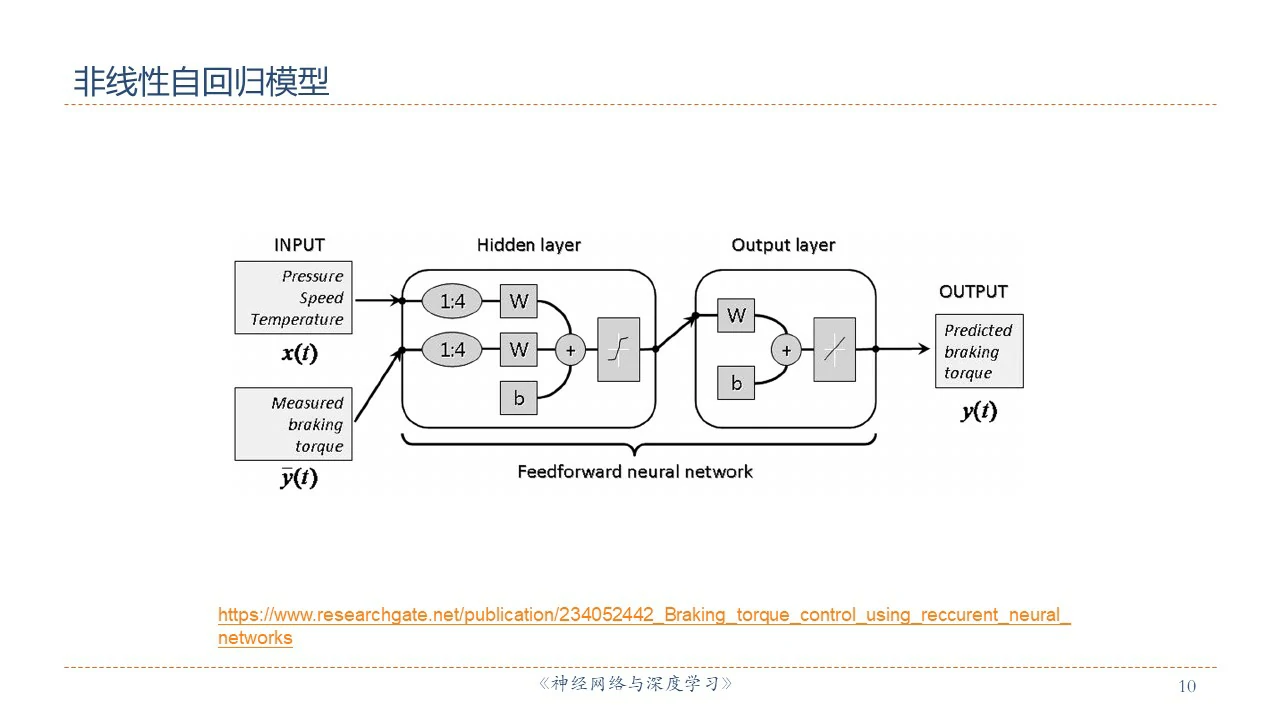 非线性自回归模型
INPUT
Pressure
Speed
Temperature
x(t)
Measured
braking
torque
ȳ(t)
Hidden layer
1:4
W
1:4
W
+
b
Output layer
W
+
b
OUTPUT
Predicted
braking
torque
y(t)
Feedforward neural network
https://www.researchgate.net/publication/234052442_Braking_torque_control_using_reccurent_neural_
networks
《神经网络与深度学习》
10